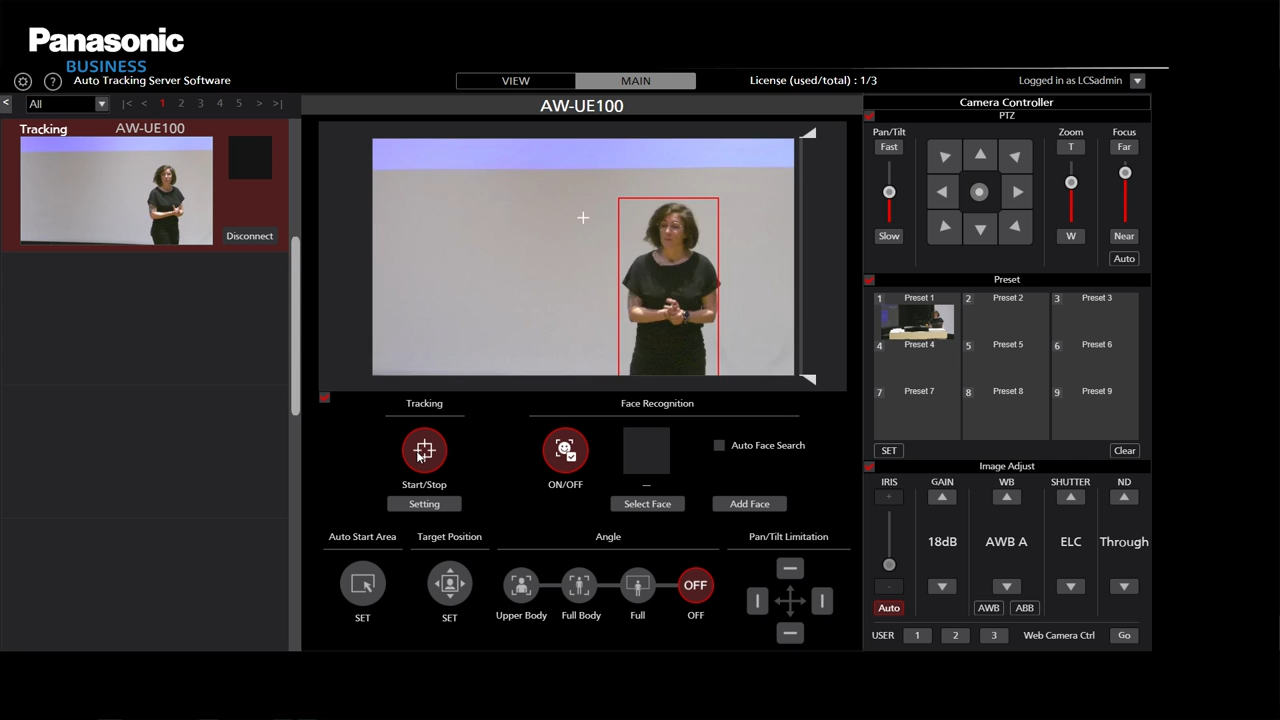 Panasonic
BUSINESS
Auto Tracking Server Software
VIEW
MAIN
License (used/total) : 1/3
Logged in as LCSadmin
<
All
|< < 1 2 3 4 5 > >|
Tracking
AW-UE100
Disconnect
AW-UE100
Tracking
Start/Stop
Setting
Face Recognition
ON/OFF
—
Select Face
Auto Face Search
Add Face
Auto Start Area
SET
Target Position
SET
Angle
OFF
Upper Body
Full Body
Full
OFF
Pan/Tilt Limitation
Camera Controller
PTZ
Pan/Tilt
Fast
Slow
Zoom
T
W
Focus
Far
Near
Auto
Preset
1 Preset 1
2 Preset 2
3 Preset 3
4 Preset 4
5 Preset 5
6 Preset 6
7 Preset 7
8 Preset 8
9 Preset 9
SET
Clear
Image Adjust
IRIS
+
-
Auto
GAIN
18dB
WB
AWB A
AWB
ABB
SHUTTER
ELC
ND
Through
USER
1
2
3
Web Camera Ctrl
Go